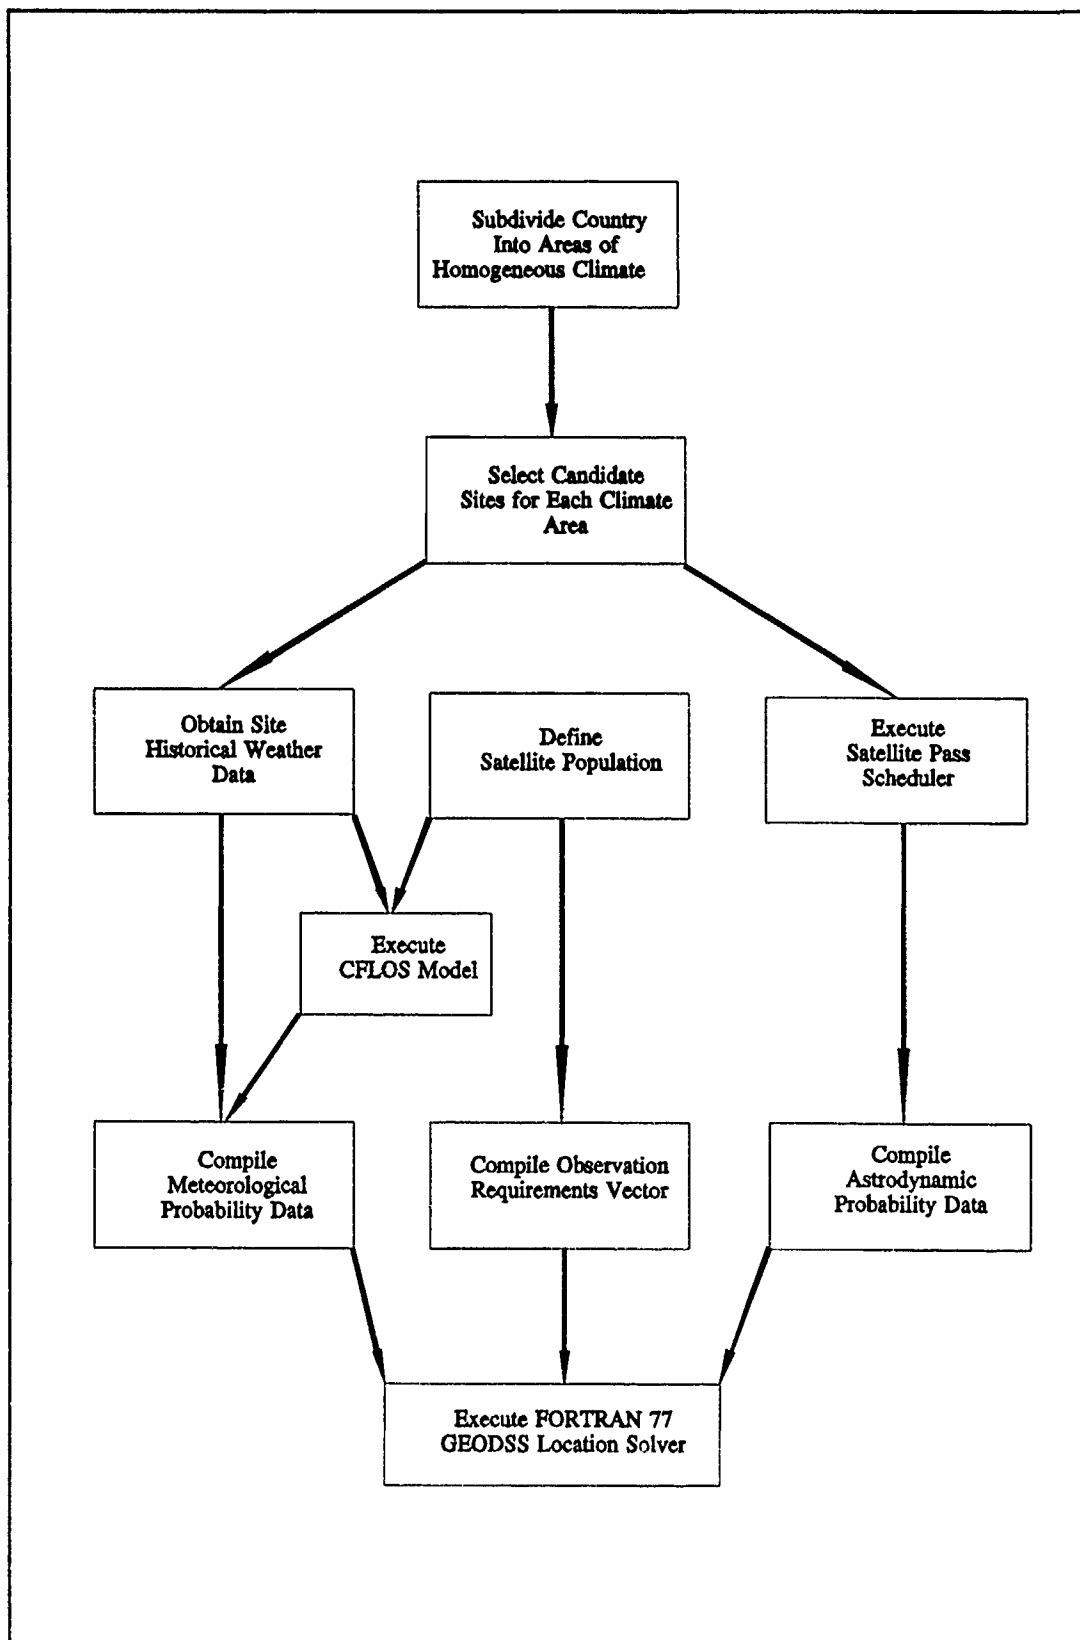 Subdivide Country
Into Areas of
Homogeneous Climate
Select Candidate
Sites for Each Climate
Area
Obtain Site
Historical Weather
Data
Define
Satellite Population
Execute
Satellite Pass
Scheduler
Execute
CFLOS Model
Compile
Meteorological
Probability Data
Compile Observation
Requirements Vector
Compile
Astrodynamic
Probability Data
Execute FORTRAN 77
GEODSS Location Solver